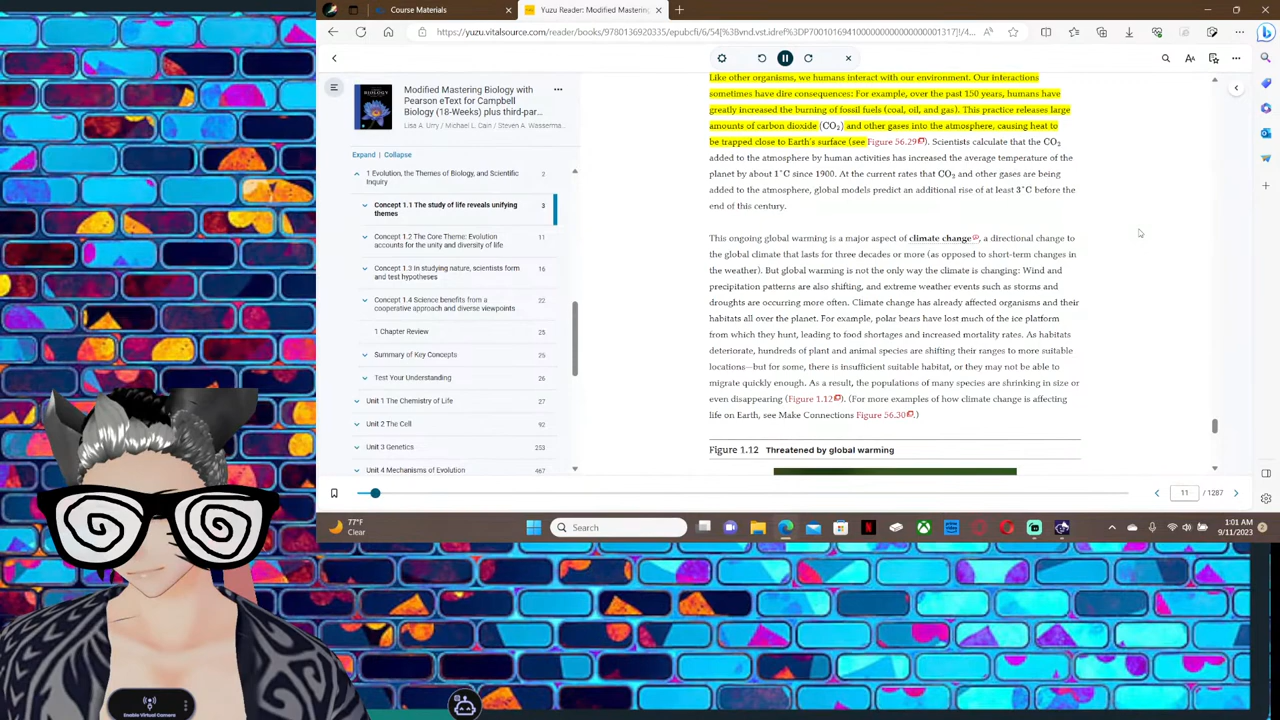 Course Materials
Yuzu Reader: Modified Mastering
https://yuzu.vitalsource.com/reader/books/9780136920335/epubcfi/6/54[%3Bvnd.vst.idref%3DP70010169410000000000000000001317]!/4...
Modified Mastering Biology with
Pearson eText for Campbell
Biology (18-Weeks) plus third-par...
Lisa A. Urry / Michael L. Cain / Steven A. Wasserma...
Expand | Collapse
1 Evolution, the Themes of Biology, and Scientific
Inquiry
2
Concept 1.1 The study of life reveals unifying
themes
3
Concept 1.2 The Core Theme: Evolution
accounts for the unity and diversity of life
11
Concept 1.3 In studying nature, scientists form
and test hypotheses
16
Concept 1.4 Science benefits from a
cooperative approach and diverse viewpoints
22
1 Chapter Review
25
Summary of Key Concepts
25
Test Your Understanding
26
Unit 1 The Chemistry of Life
27
Unit 2 The Cell
92
Unit 3 Genetics
253
Unit 4 Mechanisms of Evolution
467
Like other organisms, we humans interact with our environment. Our interactions
sometimes have dire consequences: For example, over the past 150 years, humans have
greatly increased the burning of fossil fuels (coal, oil, and gas). This practice releases large
amounts of carbon dioxide (CO₂) and other gases into the atmosphere, causing heat to
be trapped close to Earth's surface (see Figure 56.29). Scientists calculate that the CO₂
added to the atmosphere by human activities has increased the average temperature of the
planet by about 1°C since 1900. At the current rates that CO₂ and other gases are being
added to the atmosphere, global models predict an additional rise of at least 3°C before the
end of this century.
This ongoing global warming is a major aspect of climate change, a directional change to
the global climate that lasts for three decades or more (as opposed to short-term changes in
the weather). But global warming is not the only way the climate is changing: Wind and
precipitation patterns are also shifting, and extreme weather events such as storms and
droughts are occurring more often. Climate change has already affected organisms and their
habitats all over the planet. For example, polar bears have lost much of the ice platform
from which they hunt, leading to food shortages and increased mortality rates. As habitats
deteriorate, hundreds of plant and animal species are shifting their ranges to more suitable
locations—but for some, there is insufficient suitable habitat, or they may not be able to
migrate quickly enough. As a result, the populations of many species are shrinking in size or
even disappearing (Figure 1.12). (For more examples of how climate change is affecting
life on Earth, see Make Connections Figure 56.30.)
Figure 1.12 Threatened by global warming
11 / 1287
77°F
Clear
Search
1:01 AM
9/11/2023
Enable Virtual Camera